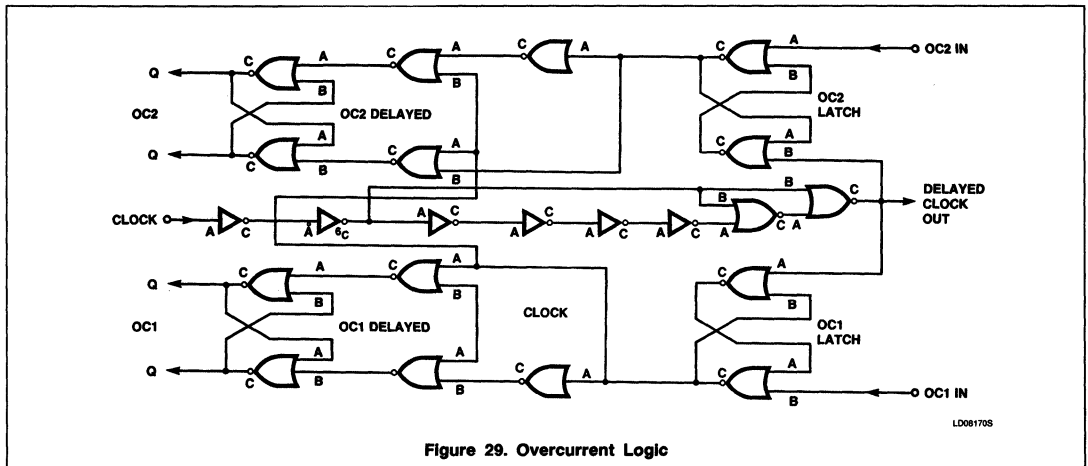 C A C A C A C A OC2 IN
Q B B B
OC2 OC2 DELAYED OC2 LATCH
C A C A C A
Q B B B
CLOCK A C A 6C A C A C A C A C B A C B A C DELAYED CLOCK OUT
Q C A B C A B C A B
OC1 OC1 DELAYED CLOCK OC1 LATCH
Q C A B C A B C A C A B OC1 IN
LD08170S
Figure 29. Overcurrent Logic